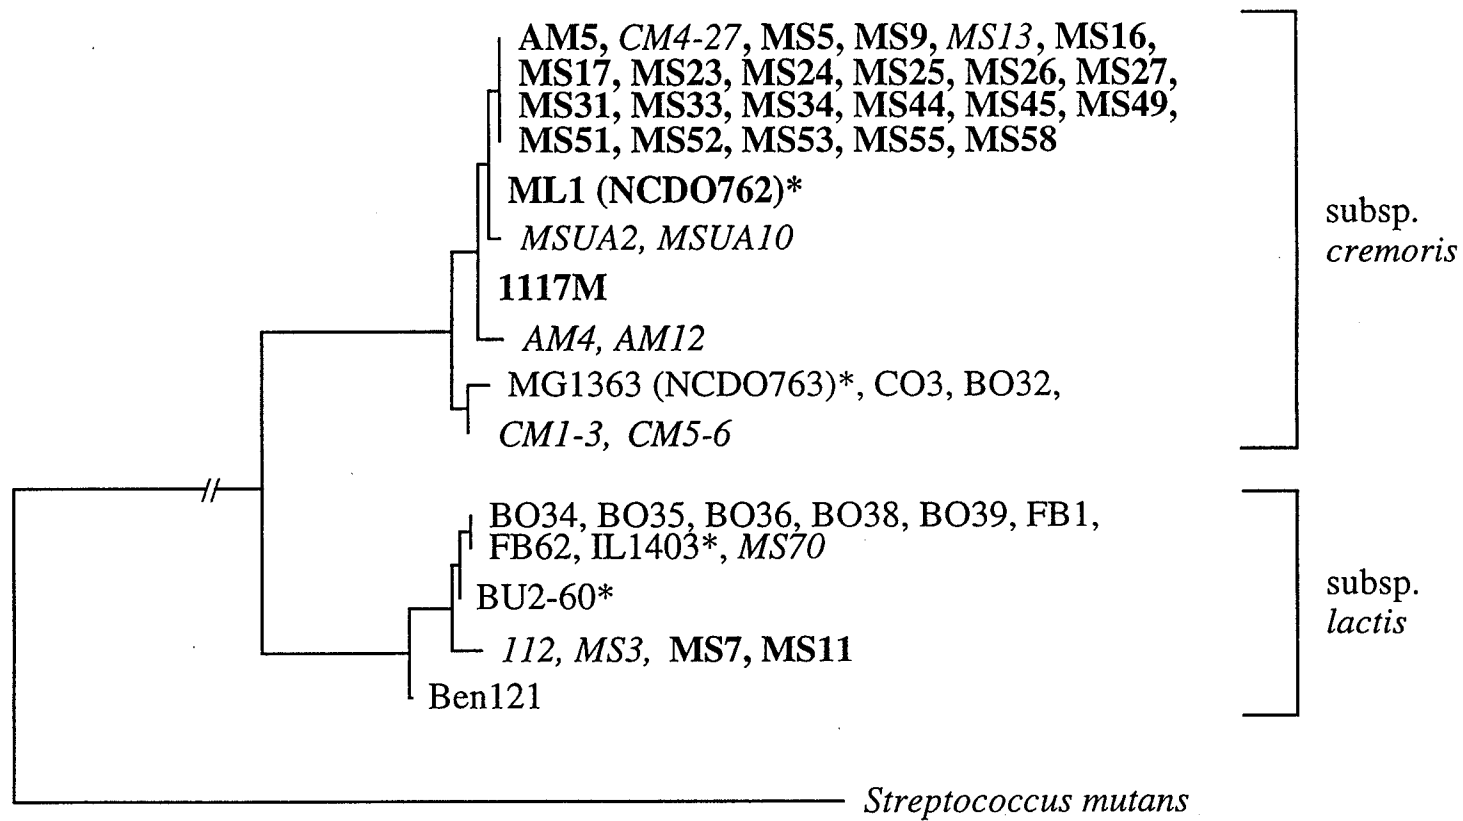 AM5, CM4-27, MS5, MS9, MS13, MS16,
MS17, MS23, MS24, MS25, MS26, MS27,
MS31, MS33, MS34, MS44, MS45, MS49,
MS51, MS52, MS53, MS55, MS58
ML1 (NCDO762)*
MSUA2, MSUA10
1117M
AM4, AM12
MG1363 (NCDO763)*, CO3, BO32,
CM1-3, CM5-6
subsp.
cremoris
BO34, BO35, BO36, BO38, BO39, FB1,
FB62, IL1403*, MS70
BU2-60*
112, MS3, MS7, MS11
Ben121
subsp.
lactis
Streptococcus mutans